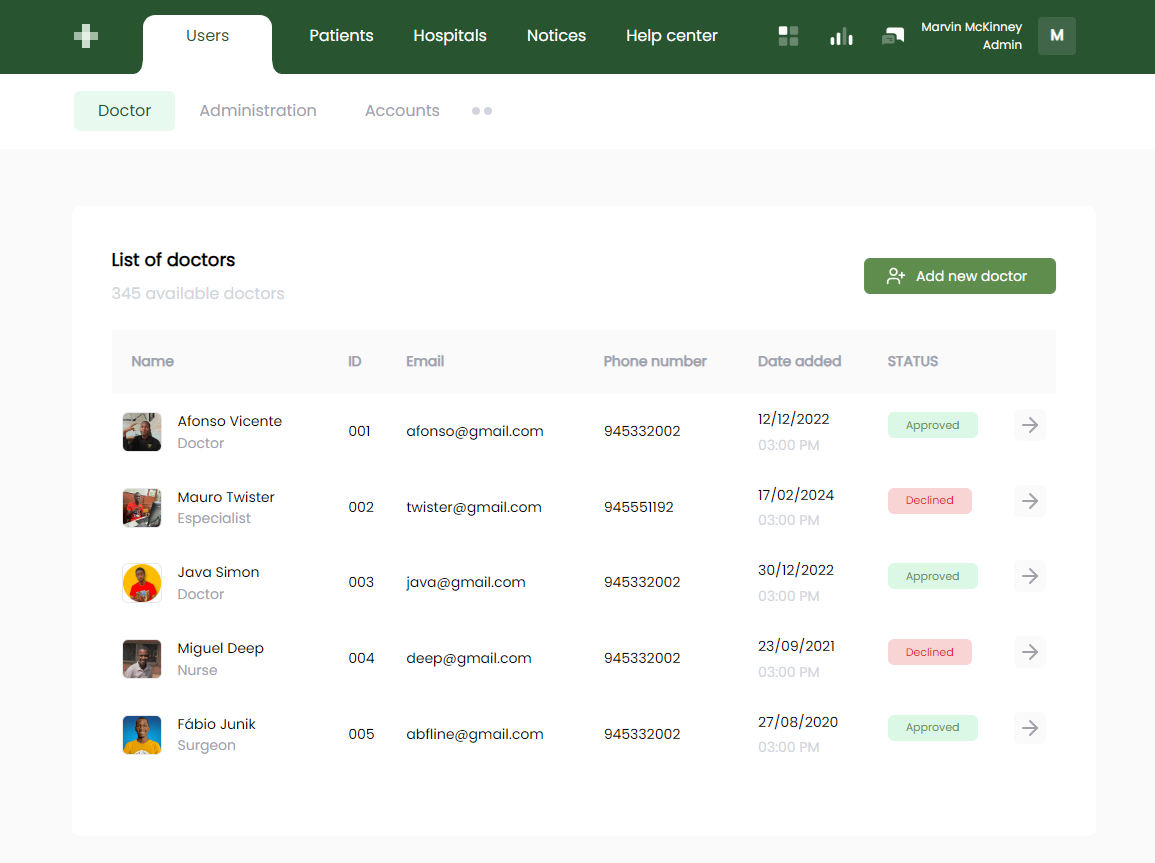 Users
Patients
Hospitals
Notices
Help center
Marvin McKinney
Admin
M
Doctor
Administration
Accounts
List of doctors
345 available doctors
Add new doctor
Name ID Email Phone number Date added STATUS
Afonso Vicente
Doctor
001
afonso@gmail.com
945332002
12/12/2022
03:00 PM
Approved
Mauro Twister
Especialist
002
twister@gmail.com
945551192
17/02/2024
03:00 PM
Declined
Java Simon
Doctor
003
java@gmail.com
945332002
30/12/2022
03:00 PM
Approved
Miguel Deep
Nurse
004
deep@gmail.com
945332002
23/09/2021
03:00 PM
Declined
Fábio Junik
Surgeon
005
abfline@gmail.com
945332002
27/08/2020
03:00 PM
Approved